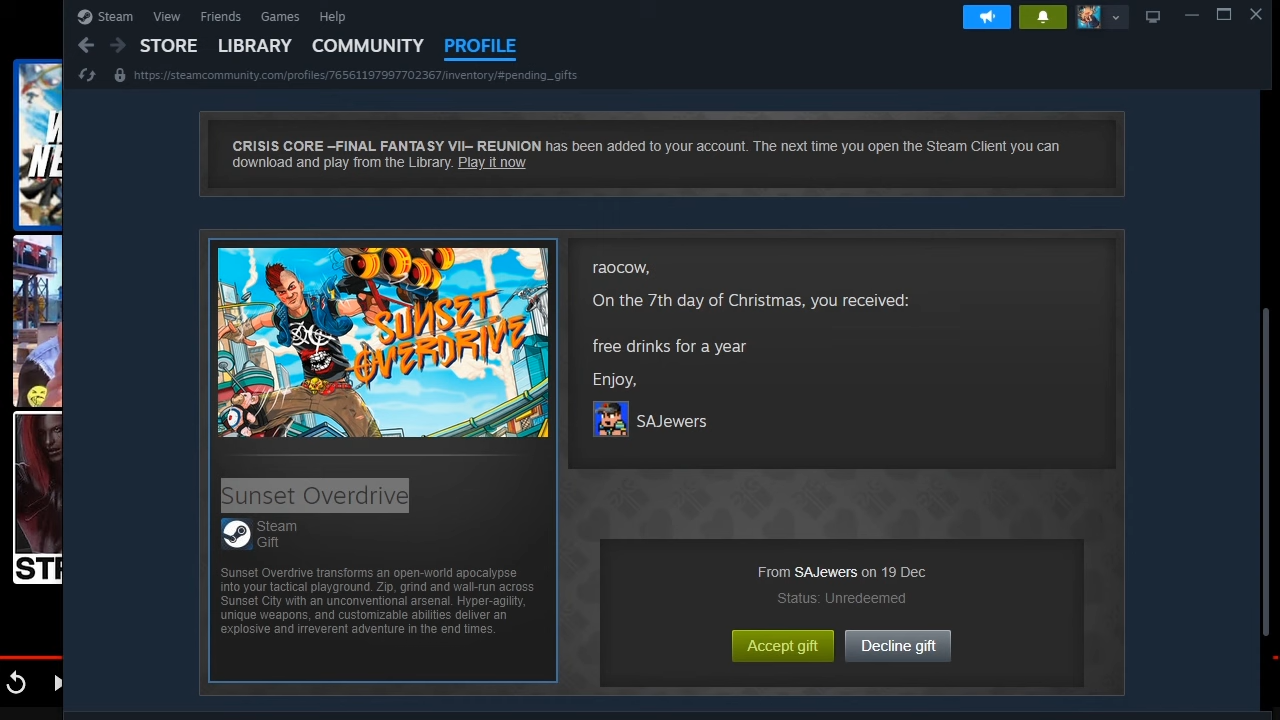 Steam View Friends Games Help
STORE LIBRARY COMMUNITY PROFILE
https://steamcommunity.com/profiles/76561197997702367/inventory/#pending_gifts
CRISIS CORE –FINAL FANTASY VII– REUNION has been added to your account. The next time you open the Steam Client you can
download and play from the Library. Play it now
SUNSET
OVERDRIVE
raocow,
On the 7th day of Christmas, you received:
free drinks for a year
Enjoy,
SAJewers
Sunset Overdrive
Steam
Gift
Sunset Overdrive transforms an open-world apocalypse
into your tactical playground. Zip, grind and wall-run across
Sunset City with an unconventional arsenal. Hyper-agility,
unique weapons, and customizable abilities deliver an
explosive and irreverent adventure in the end times.
From SAJewers on 19 Dec
Status: Unredeemed
Accept gift Decline gift